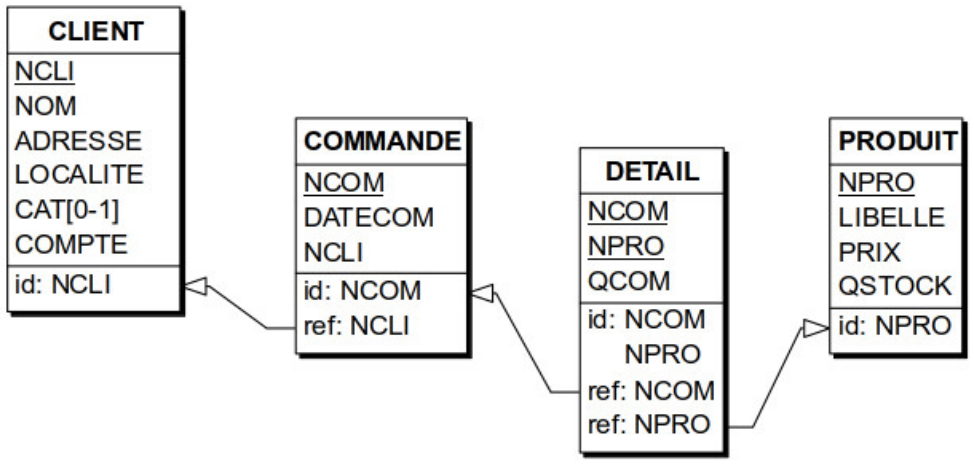 CLIENT
NCLI
NOM
ADRESSE
LOCALITE
CAT[0-1]
COMPTE
id: NCLI
COMMANDE
NCOM
DATECOM
NCLI
id: NCOM
ref: NCLI
DETAIL
NCOM
NPRO
QCOM
id: NCOM
NPRO
ref: NCOM
ref: NPRO
PRODUIT
NPRO
LIBELLE
PRIX
QSTOCK
id: NPRO